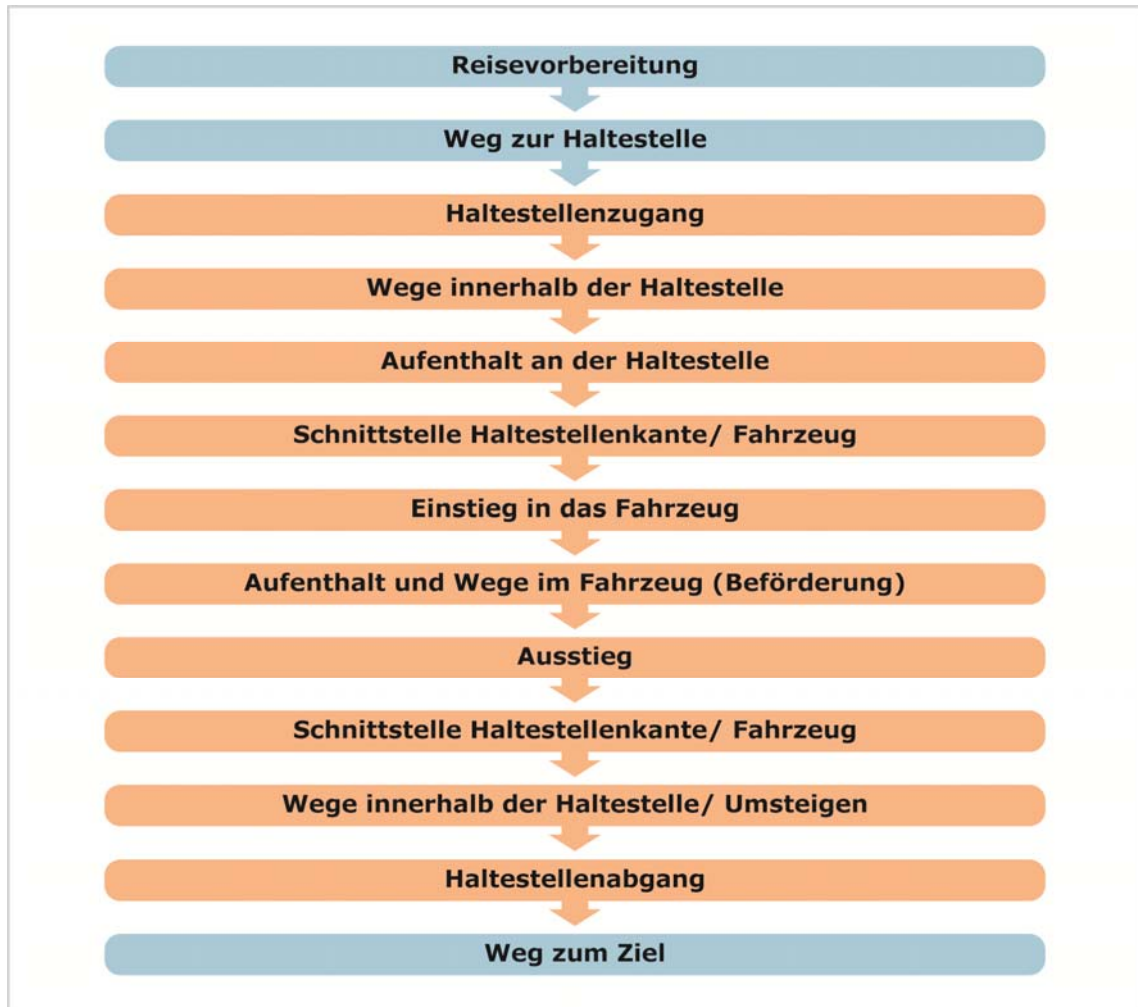 Reisevorbereitung
Weg zur Haltestelle
Haltestellenzugang
Wege innerhalb der Haltestelle
Aufenthalt an der Haltestelle
Schnittstelle Haltestellenkante/ Fahrzeug
Einstieg in das Fahrzeug
Aufenthalt und Wege im Fahrzeug (Beförderung)
Ausstieg
Schnittstelle Haltestellenkante/ Fahrzeug
Wege innerhalb der Haltestelle/ Umsteigen
Haltestellenabgang
Weg zum Ziel